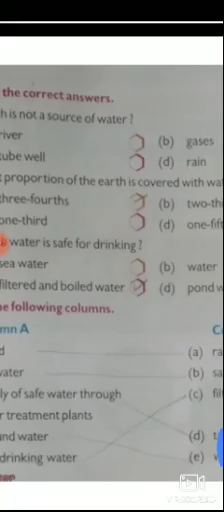 the correct answers.
h is not a source of water?
river (b) gases
tube well (d) rain
proportion of the earth is covered with wa
three-fourths (b) two-th
one-third (d) one-fift
water is safe for drinking?
sea water (b) water
filtered and boiled water (d) pond w
e following columns.
mn A C
d (a) ra
vater (b) sa
ly of safe water through (c) fil
r treatment plants
und water (d) t
drinking water (e)